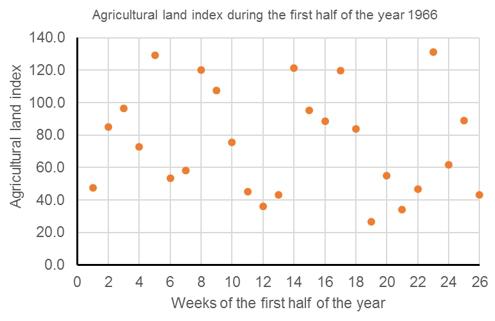 Agricultural land index during the first half of the year 1966
140.0
120.0
100.0
80.0
60.0
40.0
20.0
0.0
Agricultural land index
0 2 4 6 8 10 12 14 16 18 20 22 24 26
Weeks of the first half of the year